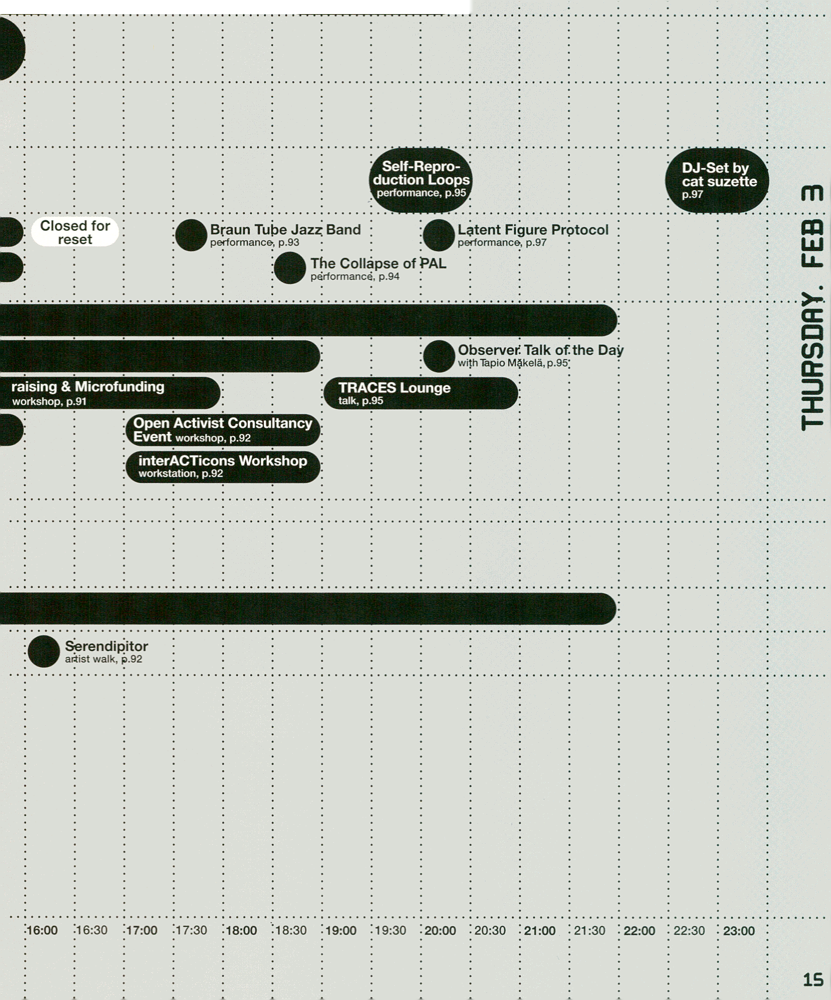 Self-Repro-
duction Loops
performance, p.95
DJ-Set by
cat suzette
p.97
Closed for
reset
Braun Tube Jazz Band
performance, p.93
Latent Figure Protocol
performance, p.97
The Collapse of PAL
performance, p.94
Observer Talk of the Day
with Tapio Mäkelä, p.95
raising & Microfunding
workshop, p.91
TRACES Lounge
talk, p.95
Open Activist Consultancy
Event workshop, p.92
interACTicons Workshop
workstation, p.92
Serendipitor
artist walk, p.92
16:00 16:30 17:00 17:30 18:00 18:30 19:00 19:30 20:00 20:30 21:00 21:30 22:00 22:30 23:00
THURSDAY. FEB 3
15